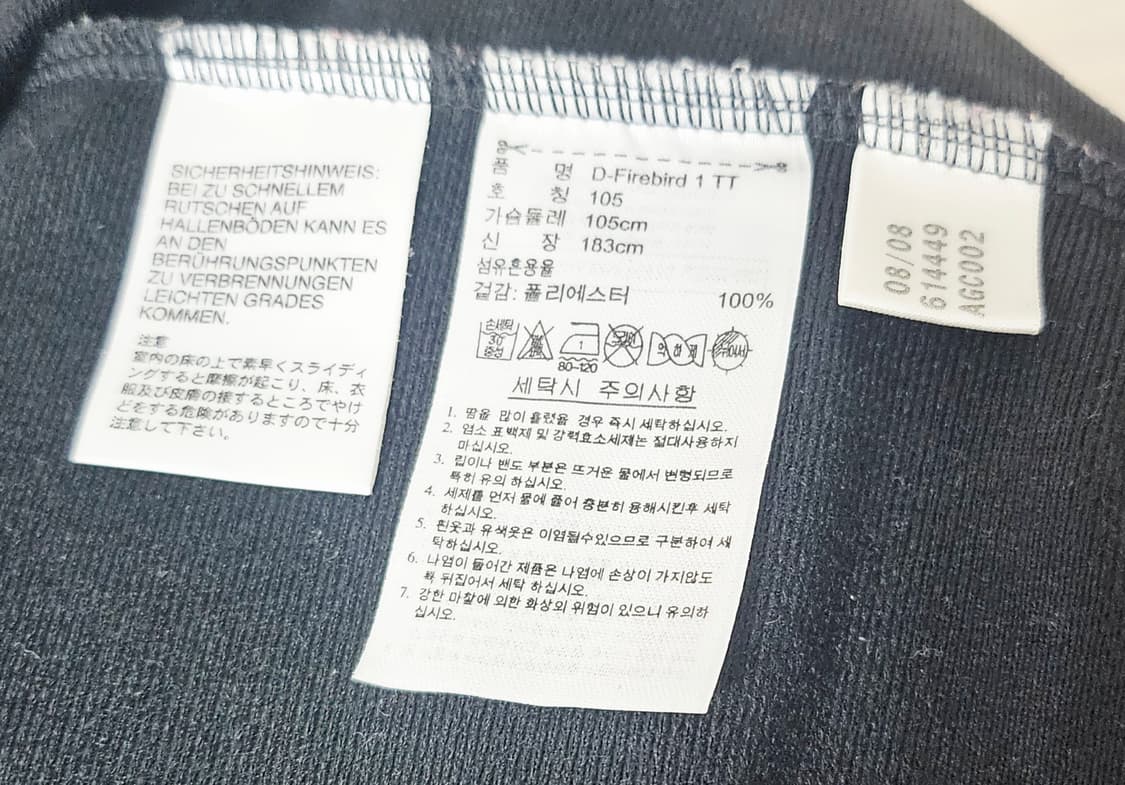 SICHERHEITSHINWEIS:
BEI ZU SCHNELLEM
RUTSCHEN AUF
HALLENBÖDEN KANN ES
AN DEN
BERÜHRUNGSPUNKTEN
ZU VERBRENNUNGEN
LEICHTEN GRADES
KOMMEN.
注意
室内の床の上で素早くスライディ
ングすると摩擦が起こり、床、衣
服及び皮膚の接するところでやけ
どをする危険がありますので十分
注意して下さい。
품 명 D-Firebird 1 TT
호 칭 105
가슴둘레 105cm
신 장 183cm
섬유혼용율
겉감: 폴리에스터 100%
손세탁
30
중성
1
80-120
드라이
약하게
세탁시 주의사항
1. 땀을 많이 흘렸을 경우 즉시 세탁하십시오.
2. 염소 표백제 및 강력효소세제는 절대사용하지
마십시오.
3. 립이나 밴드 부분은 뜨거운 물에서 변형되므로
특히 유의 하십시오.
4. 세제를 먼저 물에 풀어 충분히 용해시킨후 세탁
하십시오.
5. 흰옷과 유색옷은 이염될수있으므로 구분하여 세
탁하십시오.
6. 나염이 들어간 제품은 나염에 손상이 가지않도
록 뒤집어서 세탁 하십시오.
7. 강한 마찰에 의한 화상의 위험이 있으니 유의하
십시오.
08/08
614449
AGC002